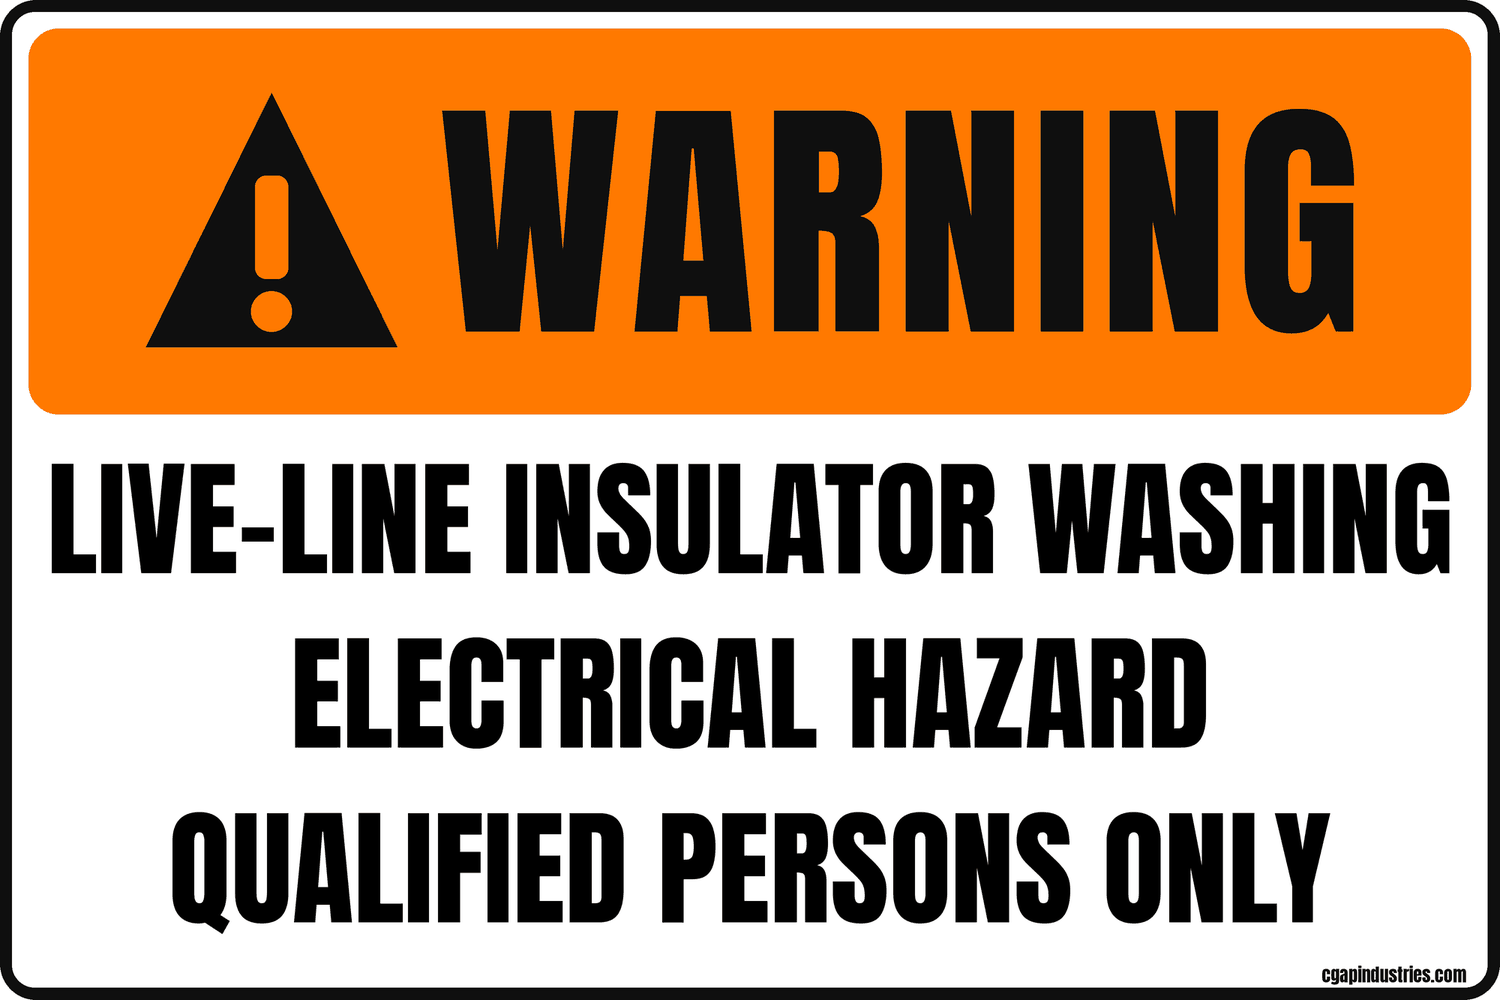 WARNING
LIVE-LINE INSULATOR WASHING
ELECTRICAL HAZARD
QUALIFIED PERSONS ONLY
cgapindustries.com